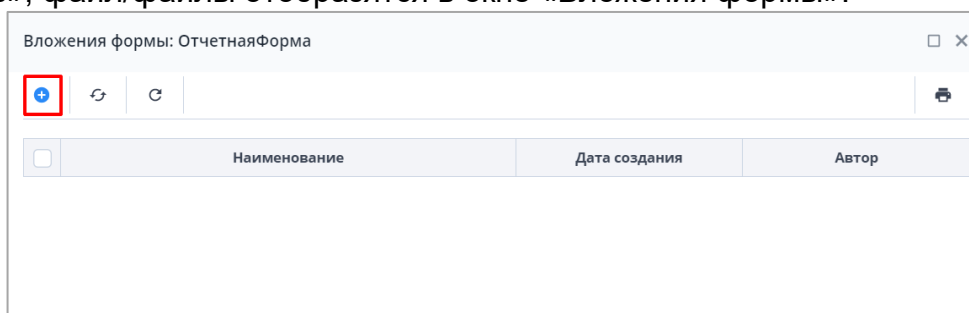 файл/файлы отобразятся в окне «Вложения формы».
Вложения формы: ОтчетнаяФорма
Наименование Дата создания Автор